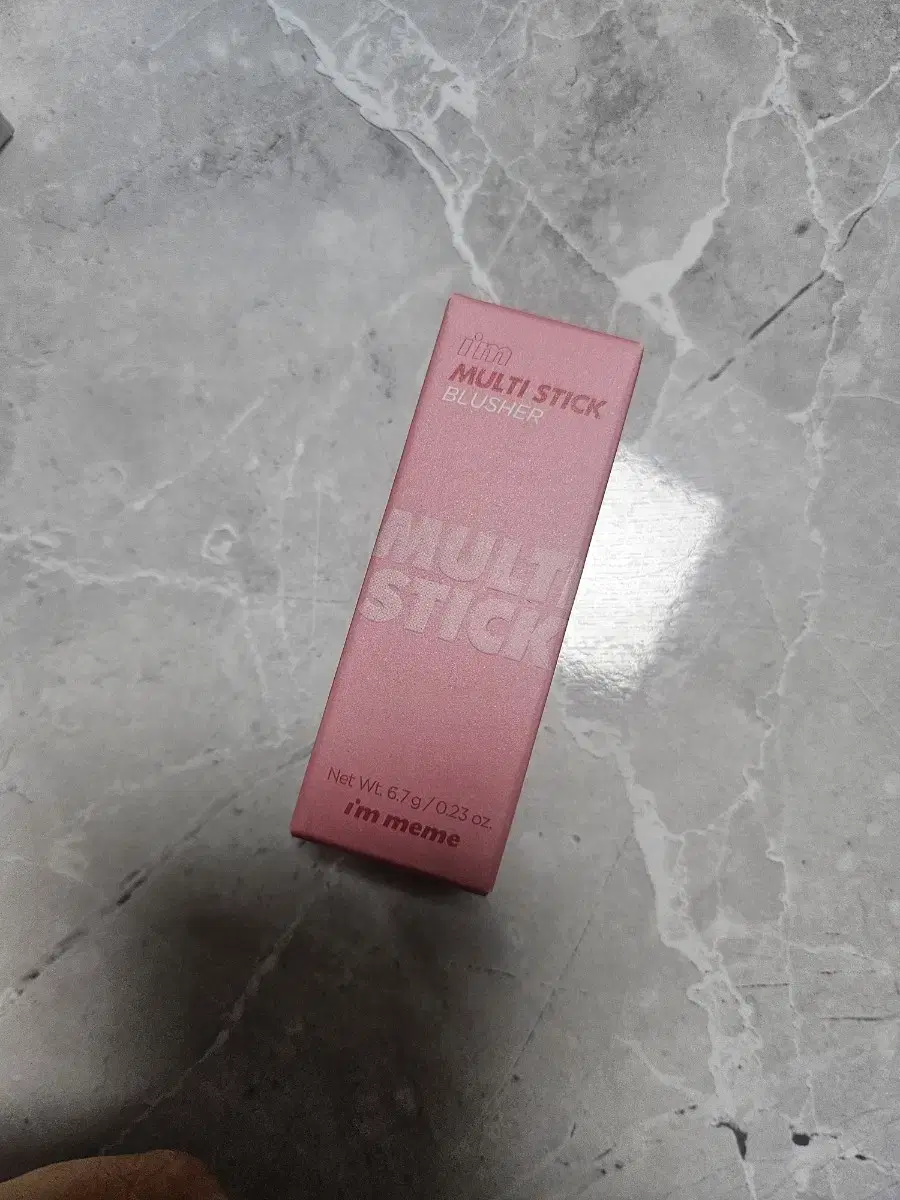 i'm
MULTI STICK
BLUSHER
MULTI
STICK
Net Wt. 6.7 g / 0.23 oz.
i'm meme